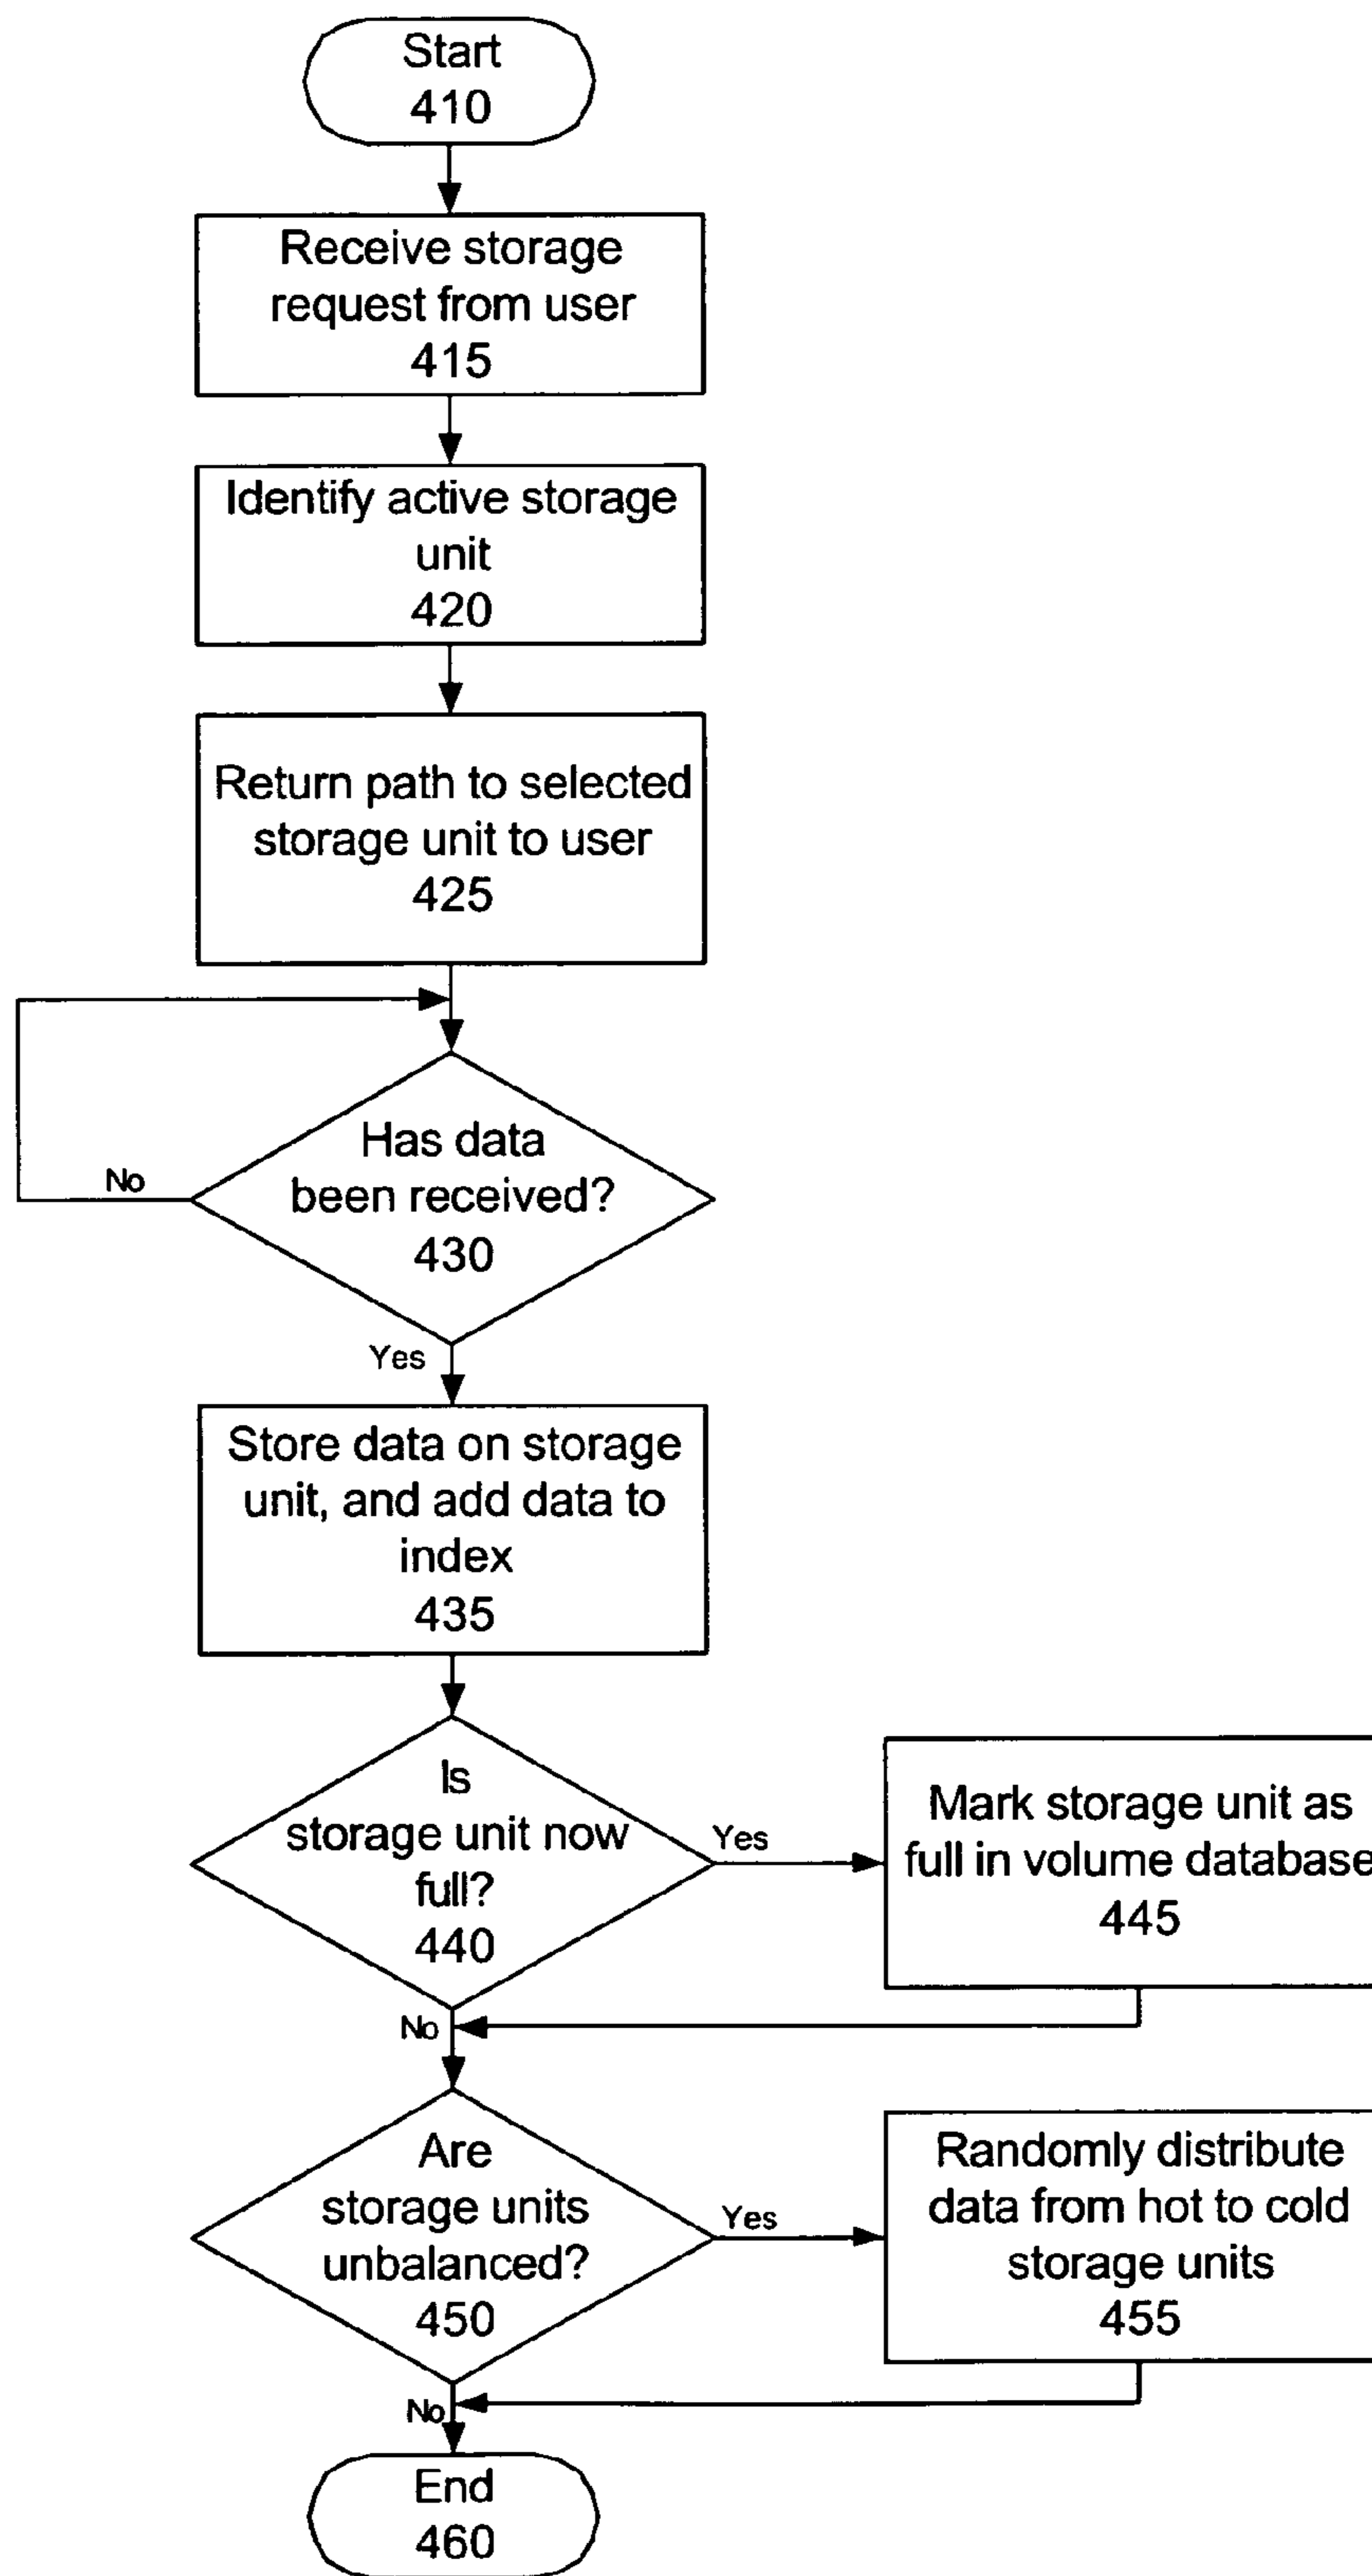 Start
410
Receive storage
request from user
415
Identify active storage
unit
420
Return path to selected
storage unit to user
425
Has data
been received?
430
No
Yes
Store data on storage
unit, and add data to
index
435
Is
storage unit now
full?
440
Yes
Mark storage unit as
full in volume database
445
No
Are
storage units
unbalanced?
450
Yes
Randomly distribute
data from hot to cold
storage units
455
No
End
460